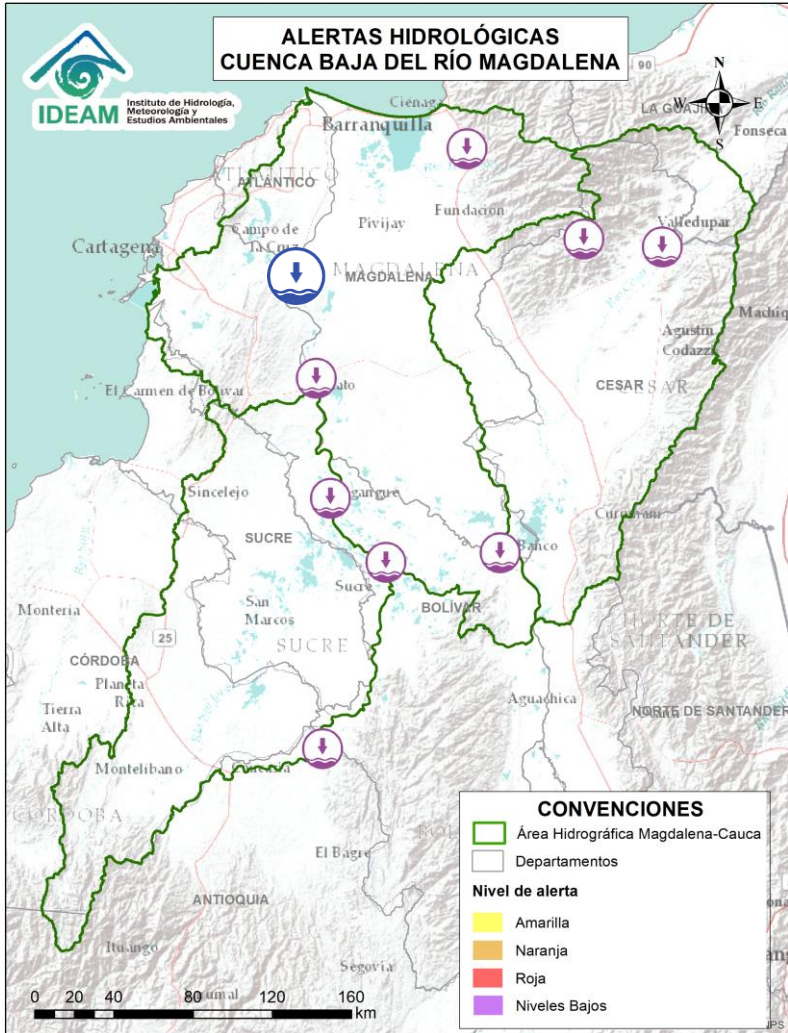 ALERTAS HIDROLÓGICAS
CUENCA BAJA DEL RÍO MAGDALENA
IDEAM
Instituto de Hidrología,
Meteorología y
Estudios Ambientales
N
W
E
S
90
LA GUAJIRA
Fonseca
Ciénaga
Barranquilla
ATLÁNTICO
ATLÁNTICO
Fundación
Pivijay
Campo de
la Cruz
Cartagena
Valledupar
MAGDALENA
MAGDALENA
Agustín
Codazzi
CESAR
CESAR
El Carmen de Bolívar
Sincelejo
SUCRE
Curumaní
Banco
Sucre
BOLÍVAR
San
Marcos
SUCRE
Montería
25
CÓRDOBA
NORTE DE
SANTANDER
Planeta
Rica
Aguachica
NORTE DE SANTANDER
Tierra
Alta
Montelibano
CÓRDOBA
El Bagre
ANTIOQUIA
Ituango
Segovia
0 20 40 80 120 160
km
CONVENCIONES
Área Hidrográfica Magdalena-Cauca
Departamentos
Nivel de alerta
Amarilla
Naranja
Roja
Niveles Bajos